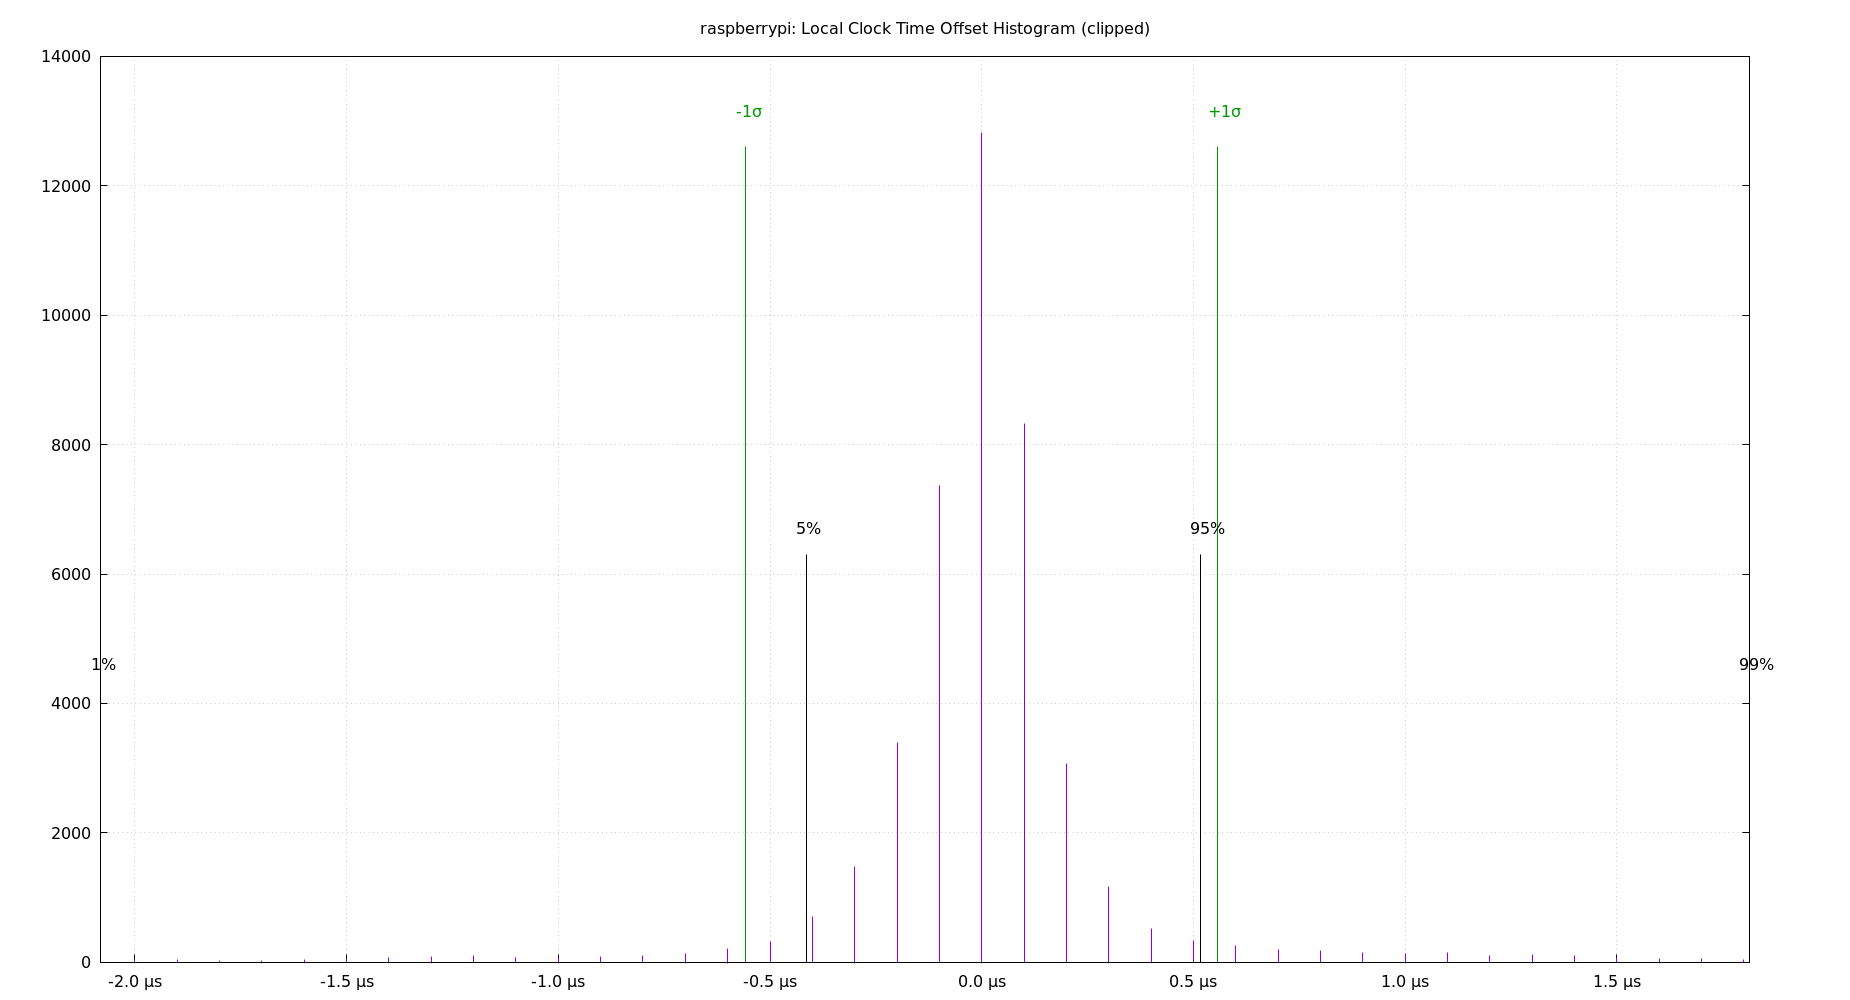 raspberrypi: Local Clock Time Offset Histogram (clipped)
14000
-1σ
+1σ
12000
10000
8000
5%
95%
6000
1%
99%
4000
2000
0
-2.0 µs
-1.5 µs
-1.0 µs
-0.5 µs
0.0 µs
0.5 µs
1.0 µs
1.5 µs